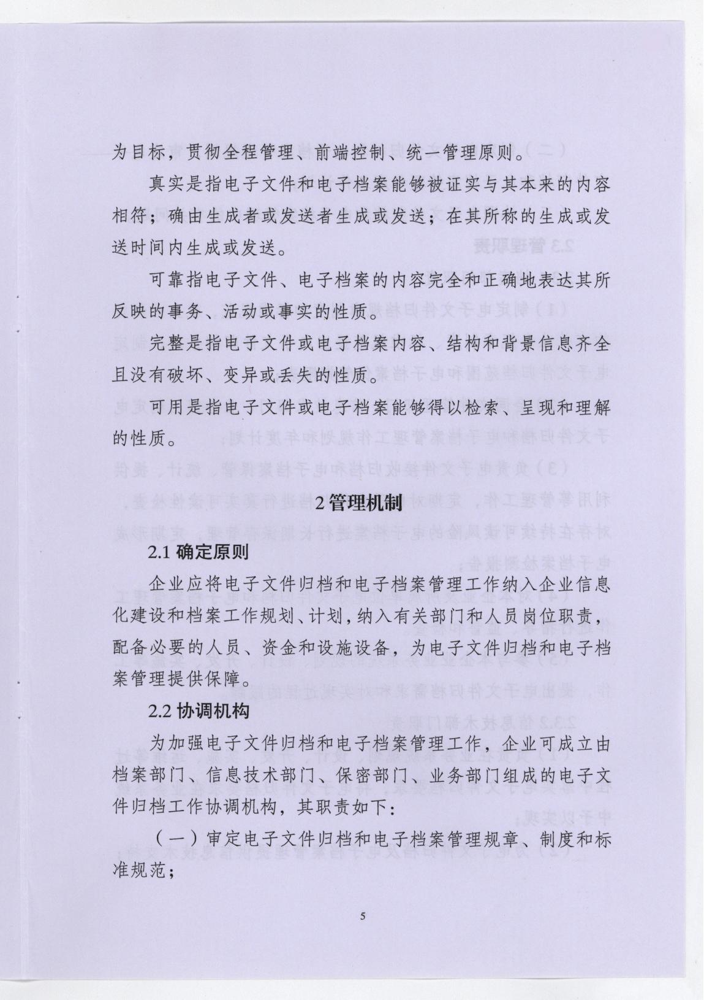 为目标，贯彻全程管理、前端控制、统一管理原则。
真实是指电子文件和电子档案能够被证实与其本来的内容
相符；确由生成者或发送者生成或发送；在其所称的生成或发
送时间内生成或发送。
可靠指电子文件、电子档案的内容完全和正确地表达其所
反映的事务、活动或事实的性质。
完整是指电子文件或电子档案内容、结构和背景信息齐全
且没有破坏、变异或丢失的性质。
可用是指电子文件或电子档案能够得以检索、呈现和理解
的性质。
2 管理机制
2.1 确定原则
企业应将电子文件归档和电子档案管理工作纳入企业信息
化建设和档案工作规划、计划，纳入有关部门和人员岗位职责，
配备必要的人员、资金和设施设备，为电子文件归档和电子档
案管理提供保障。
2.2 协调机构
为加强电子文件归档和电子档案管理工作，企业可成立由
档案部门、信息技术部门、保密部门、业务部门组成的电子文
件归档工作协调机构，其职责如下：
（一）审定电子文件归档和电子档案管理规章、制度和标
准规范；
5